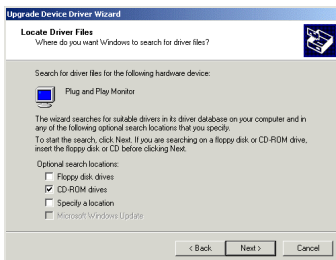 Upgrade Device Driver Wizard
Locate Driver Files
Where do you want Windows to search for driver files?
Search for driver files for the following hardware device:
Plug and Play Monitor
The wizard searches for suitable drivers in its driver database on your computer and in
any of the following optional search locations that you specify.
To start the search, click Next. If you are searching on a floppy disk or CD-ROM drive,
insert the floppy disk or CD before clicking Next.
Optional search locations:
Floppy disk drives
CD-ROM drives
Specify a location
Microsoft Windows Update
< Back
Next >
Cancel